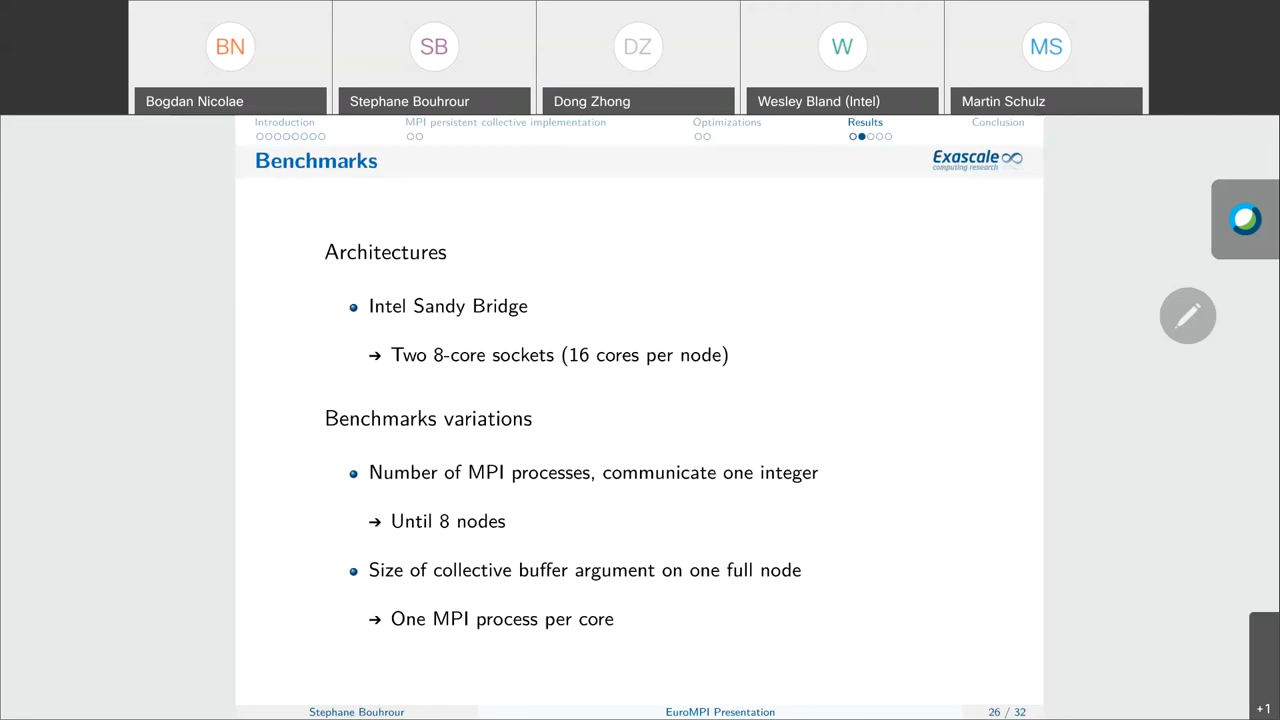 BN
SB
DZ
W
MS
Bogdan Nicolae
Stephane Bouhrour
Dong Zhong
Wesley Bland (Intel)
Martin Schulz
Introduction
MPI persistent collective implementation
Optimizations
Results
Conclusion
Benchmarks
Exascale
computing research
Architectures
Intel Sandy Bridge
➔ Two 8-core sockets (16 cores per node)
Benchmarks variations
Number of MPI processes, communicate one integer
➔ Until 8 nodes
Size of collective buffer argument on one full node
➔ One MPI process per core
Stephane Bouhrour
EuroMPI Presentation
26 / 32
+1